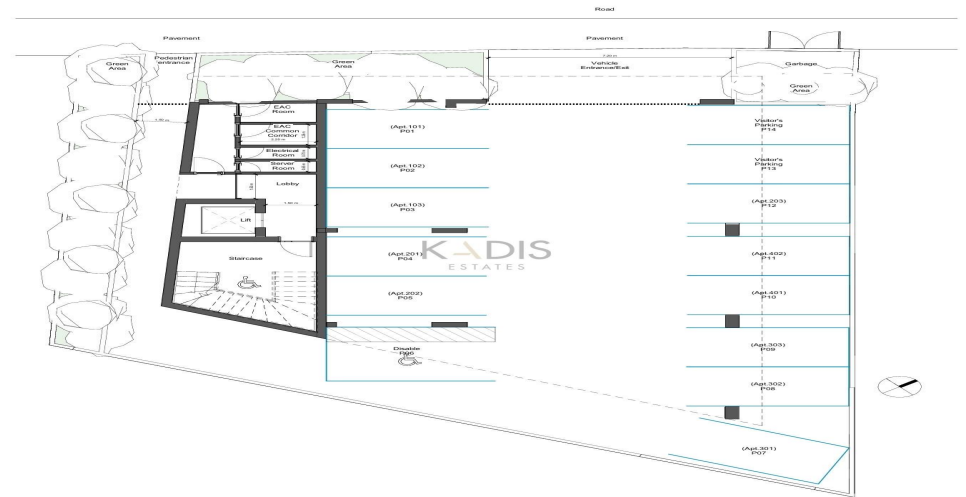 Road
Pavement
Pavement
Green
Area
Pedestrian
entrance
Green
Area
7.20 m
Vehicle
Entrance/Exit
Garbage
Green
Area
EAC
Room
EAC
Common
Corridor
Electrical
Room
Server
Room
Lobby
Lift
Staircase
(Apt.101)
P01
(Apt.102)
P02
(Apt.103)
P03
(Apt.201)
P04
(Apt.202)
P05
Disable
P06
KADIS
ESTATES
Visitor's
Parking
P14
Visitor's
Parking
P13
(Apt.203)
P12
(Apt.402)
P11
(Apt.401)
P10
(Apt.303)
P09
(Apt.302)
P08
(Apt.301)
P07